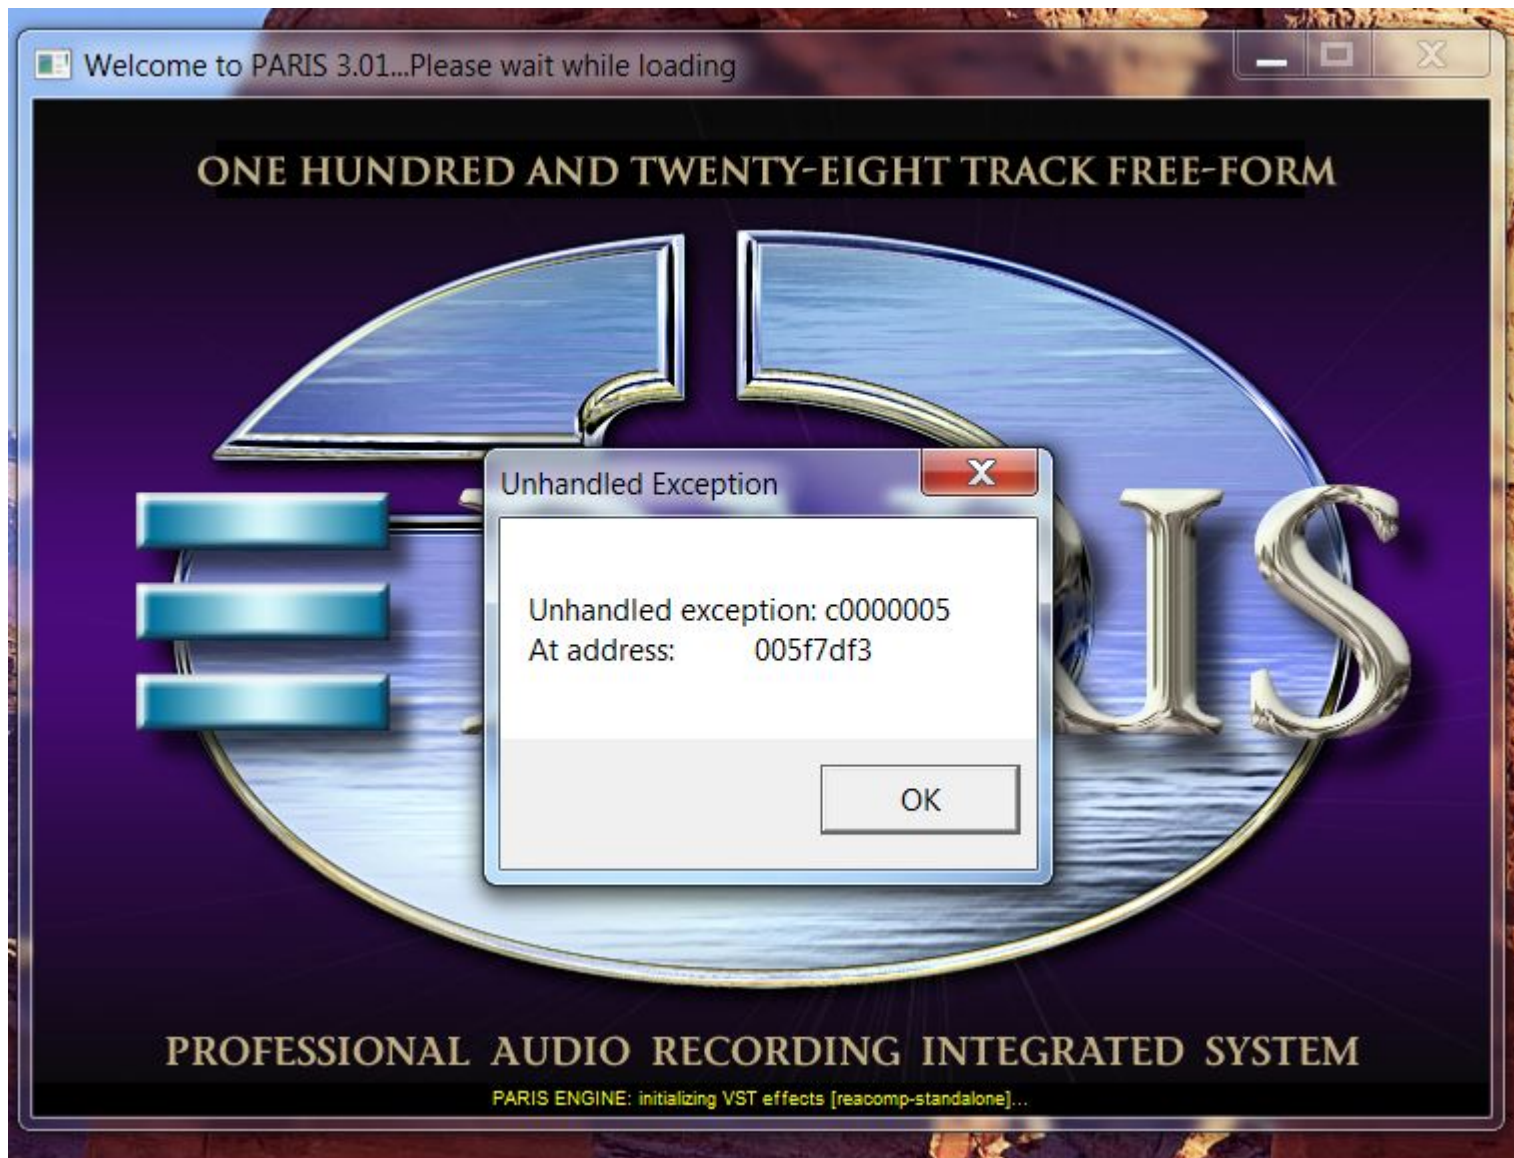 Welcome to PARIS 3.01...Please wait while loading
ONE HUNDRED AND TWENTY-EIGHT TRACK FREE-FORM
Unhandled Exception
Unhandled exception: c0000005
At address: 005f7df3
OK
RIS
PROFESSIONAL AUDIO RECORDING INTEGRATED SYSTEM
PARIS ENGINE: initializing VST effects [reacomp-standalone]...